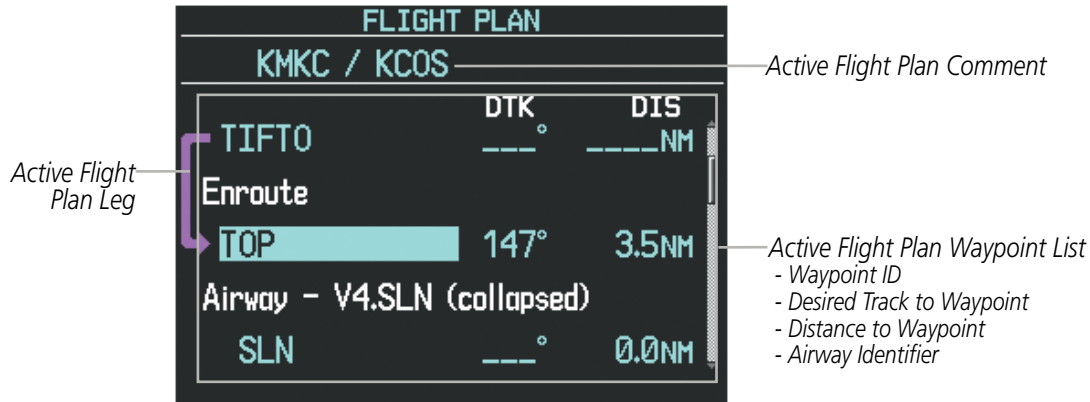 FLIGHT PLAN
KMKC / KCOS
Active Flight Plan Comment
DTK DIS
TIFTO ___° ____NM
Active Flight
Plan Leg
Enroute
TOP 147° 3.5NM
Active Flight Plan Waypoint List
- Waypoint ID
- Desired Track to Waypoint
- Distance to Waypoint
- Airway Identifier
Airway - V4.SLN (collapsed)
SLN ___° 0.0NM